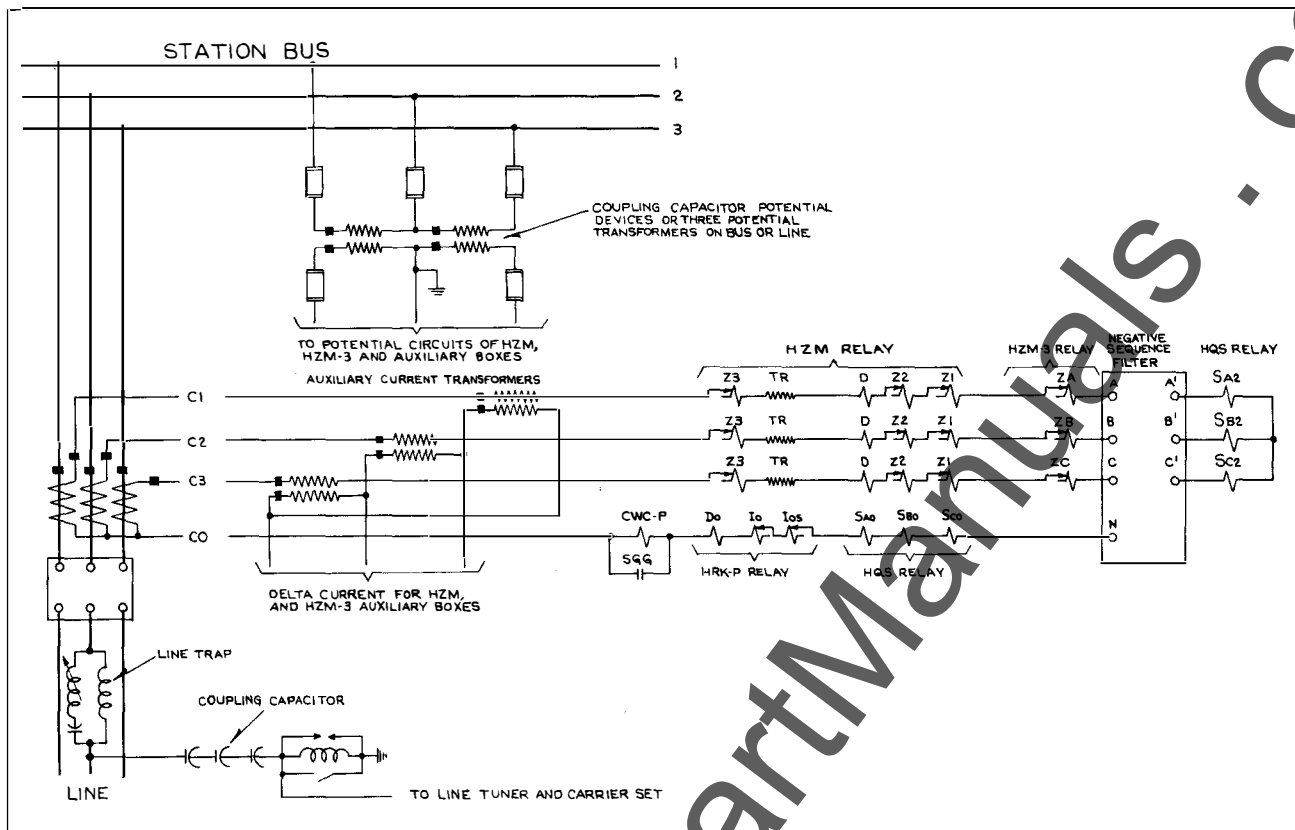 STATION BUS
1
2
3
COUPLING CAPACITOR POTENTIAL
DEVICES OR THREE POTENTIAL
TRANSFORMERS ON BUS OR LINE
TO POTENTIAL CIRCUITS OF HZM,
HZM-3 AND AUXILIARY BOXES
AUXILIARY CURRENT TRANSFORMERS
HZM RELAY
HZM-3 RELAY
NEGATIVE
SEQUENCE
FILTER
HQS RELAY
C1
Z3 TR D Z2 Z1 ZA A A' SA2
C2
Z3 TR D Z2 Z1 ZB B B' SB2
C3
Z3 TR D Z2 Z1 ZC C C' SC2
C0
CWC-P
SGG
D0 I0 I0S SA0 SB0 SC0 N
HRK-P RELAY
HQS RELAY
DELTA CURRENT FOR HZM,
AND HZM-3 AUXILIARY BOXES
LINE TRAP
COUPLING CAPACITOR
LINE
TO LINE TUNER AND CARRIER SET
artManuals . c